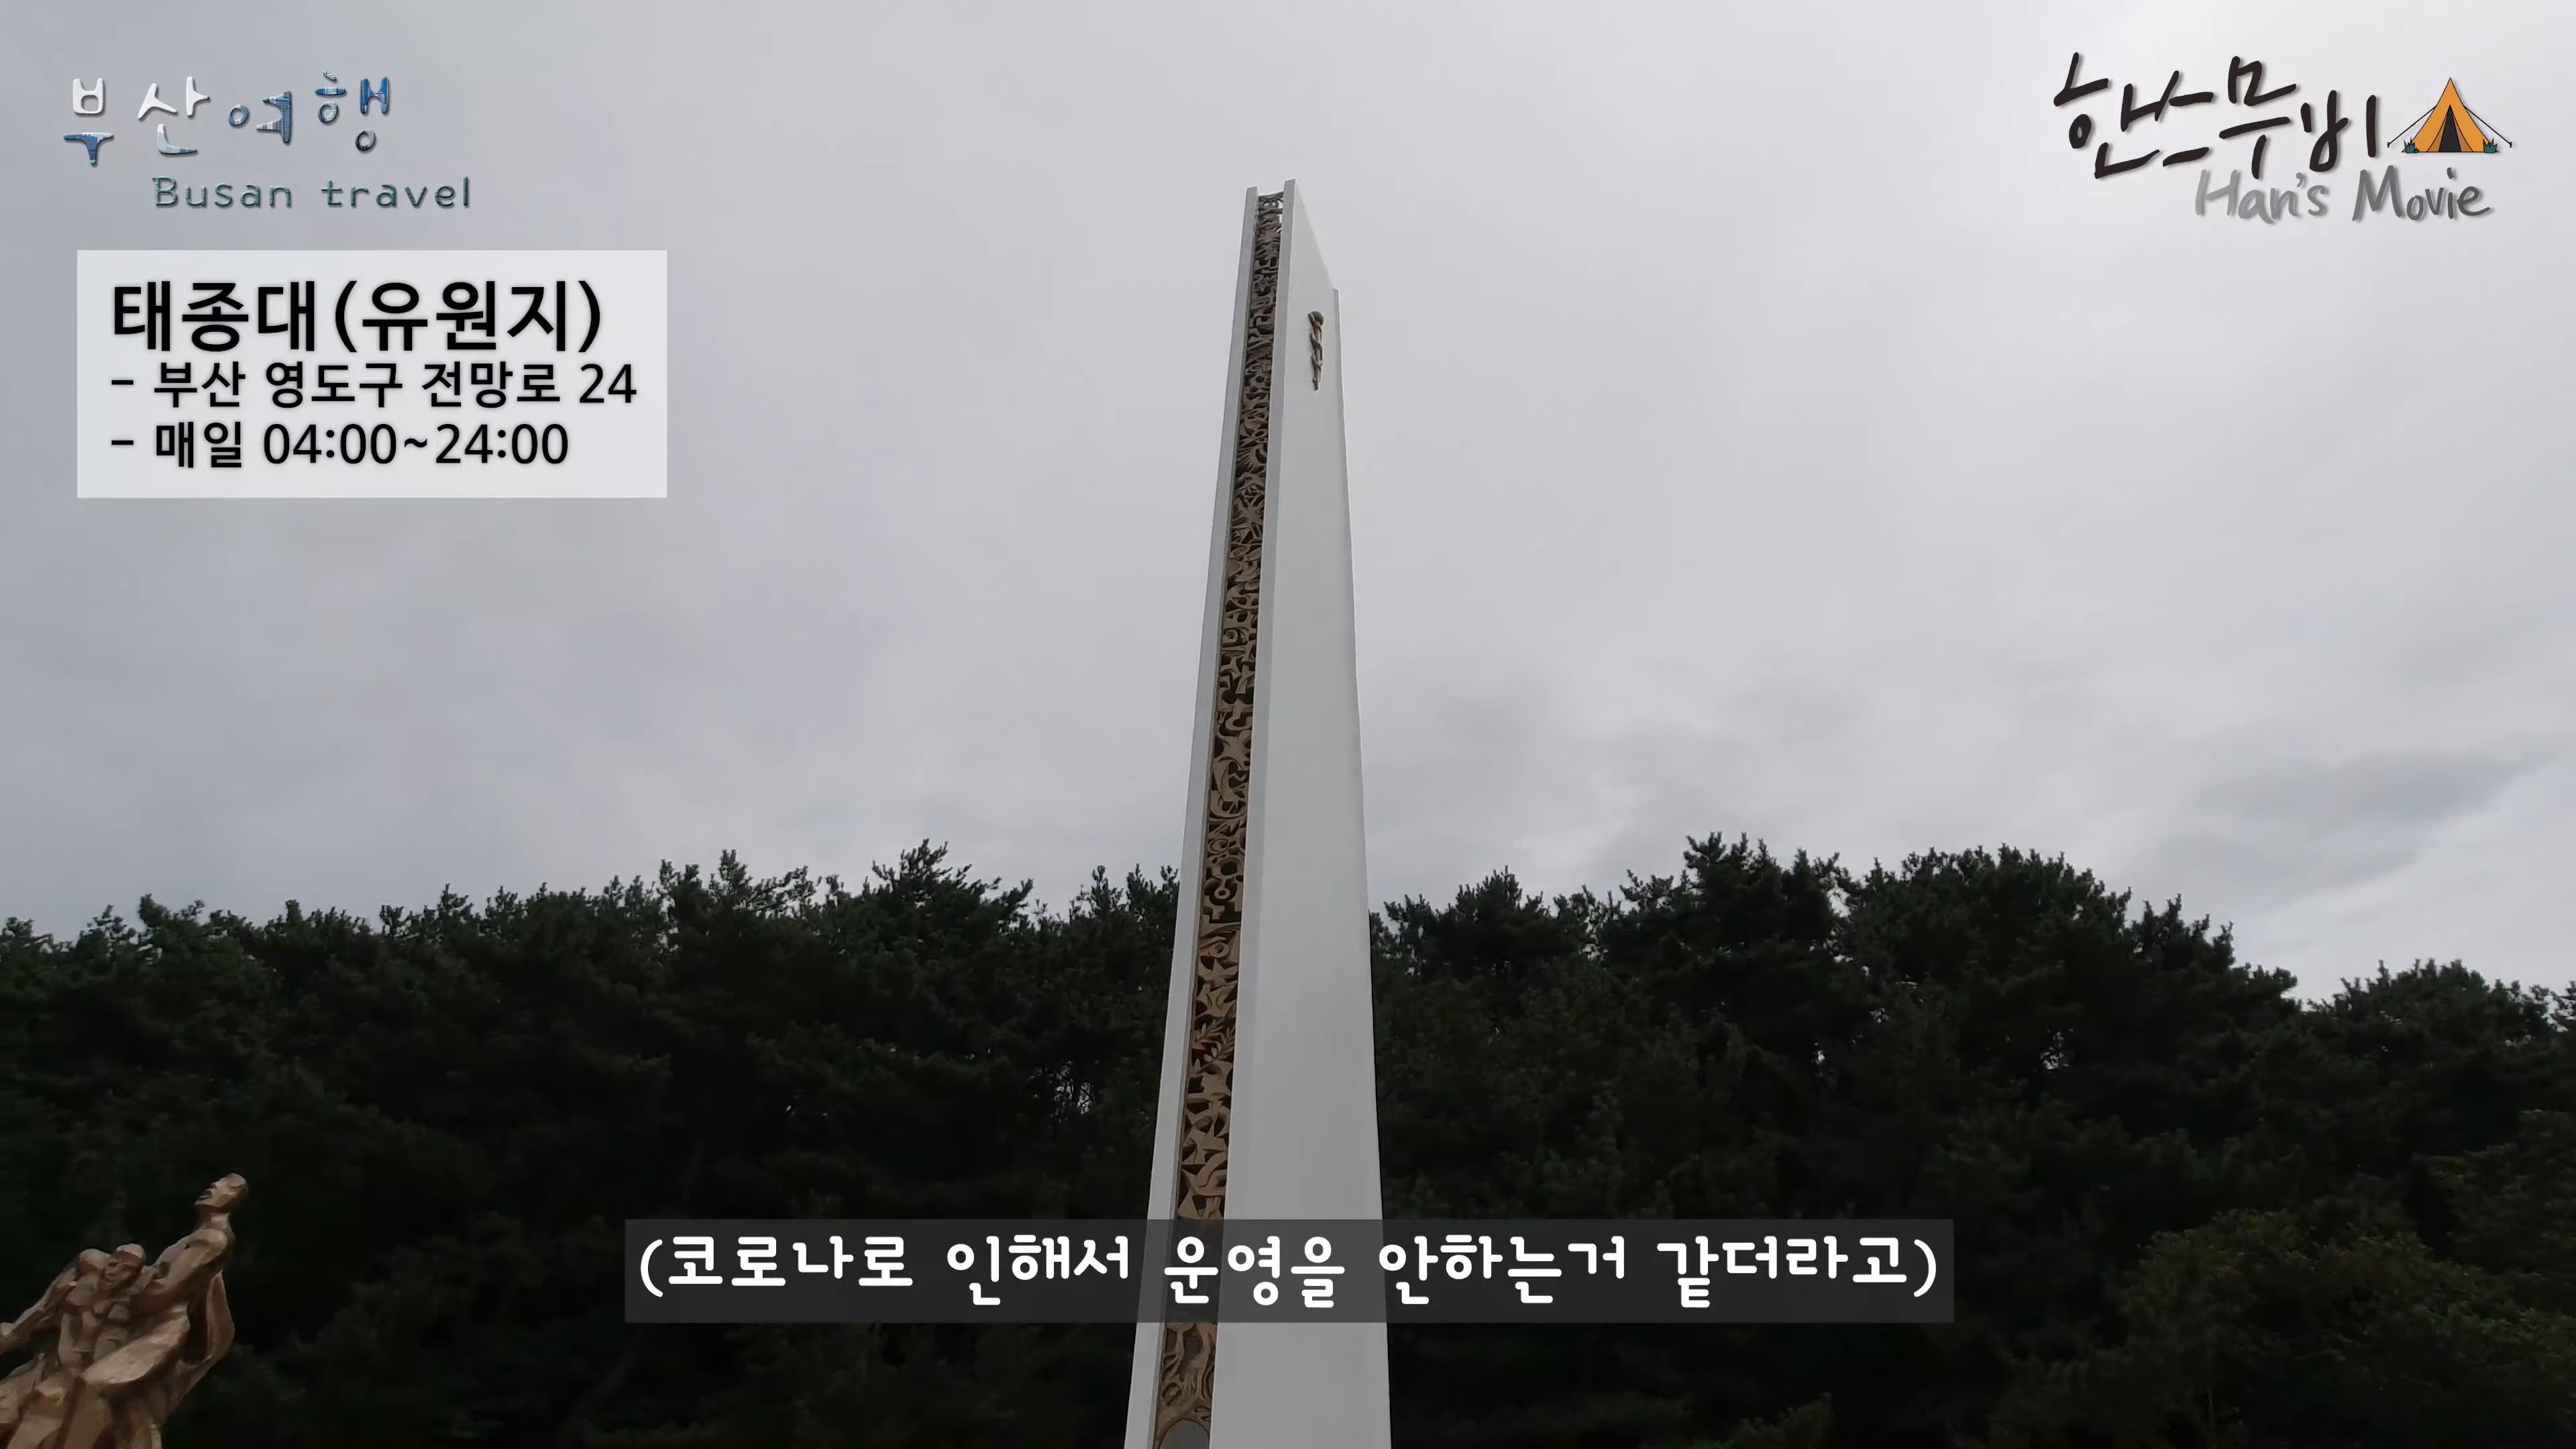 부산여행
Busan travel
한스무비
Han's Movie
태종대(유원지)
- 부산 영도구 전망로 24
- 매일 04:00~24:00
(코로나로 인해서 운영을 안하는거 같더라고)